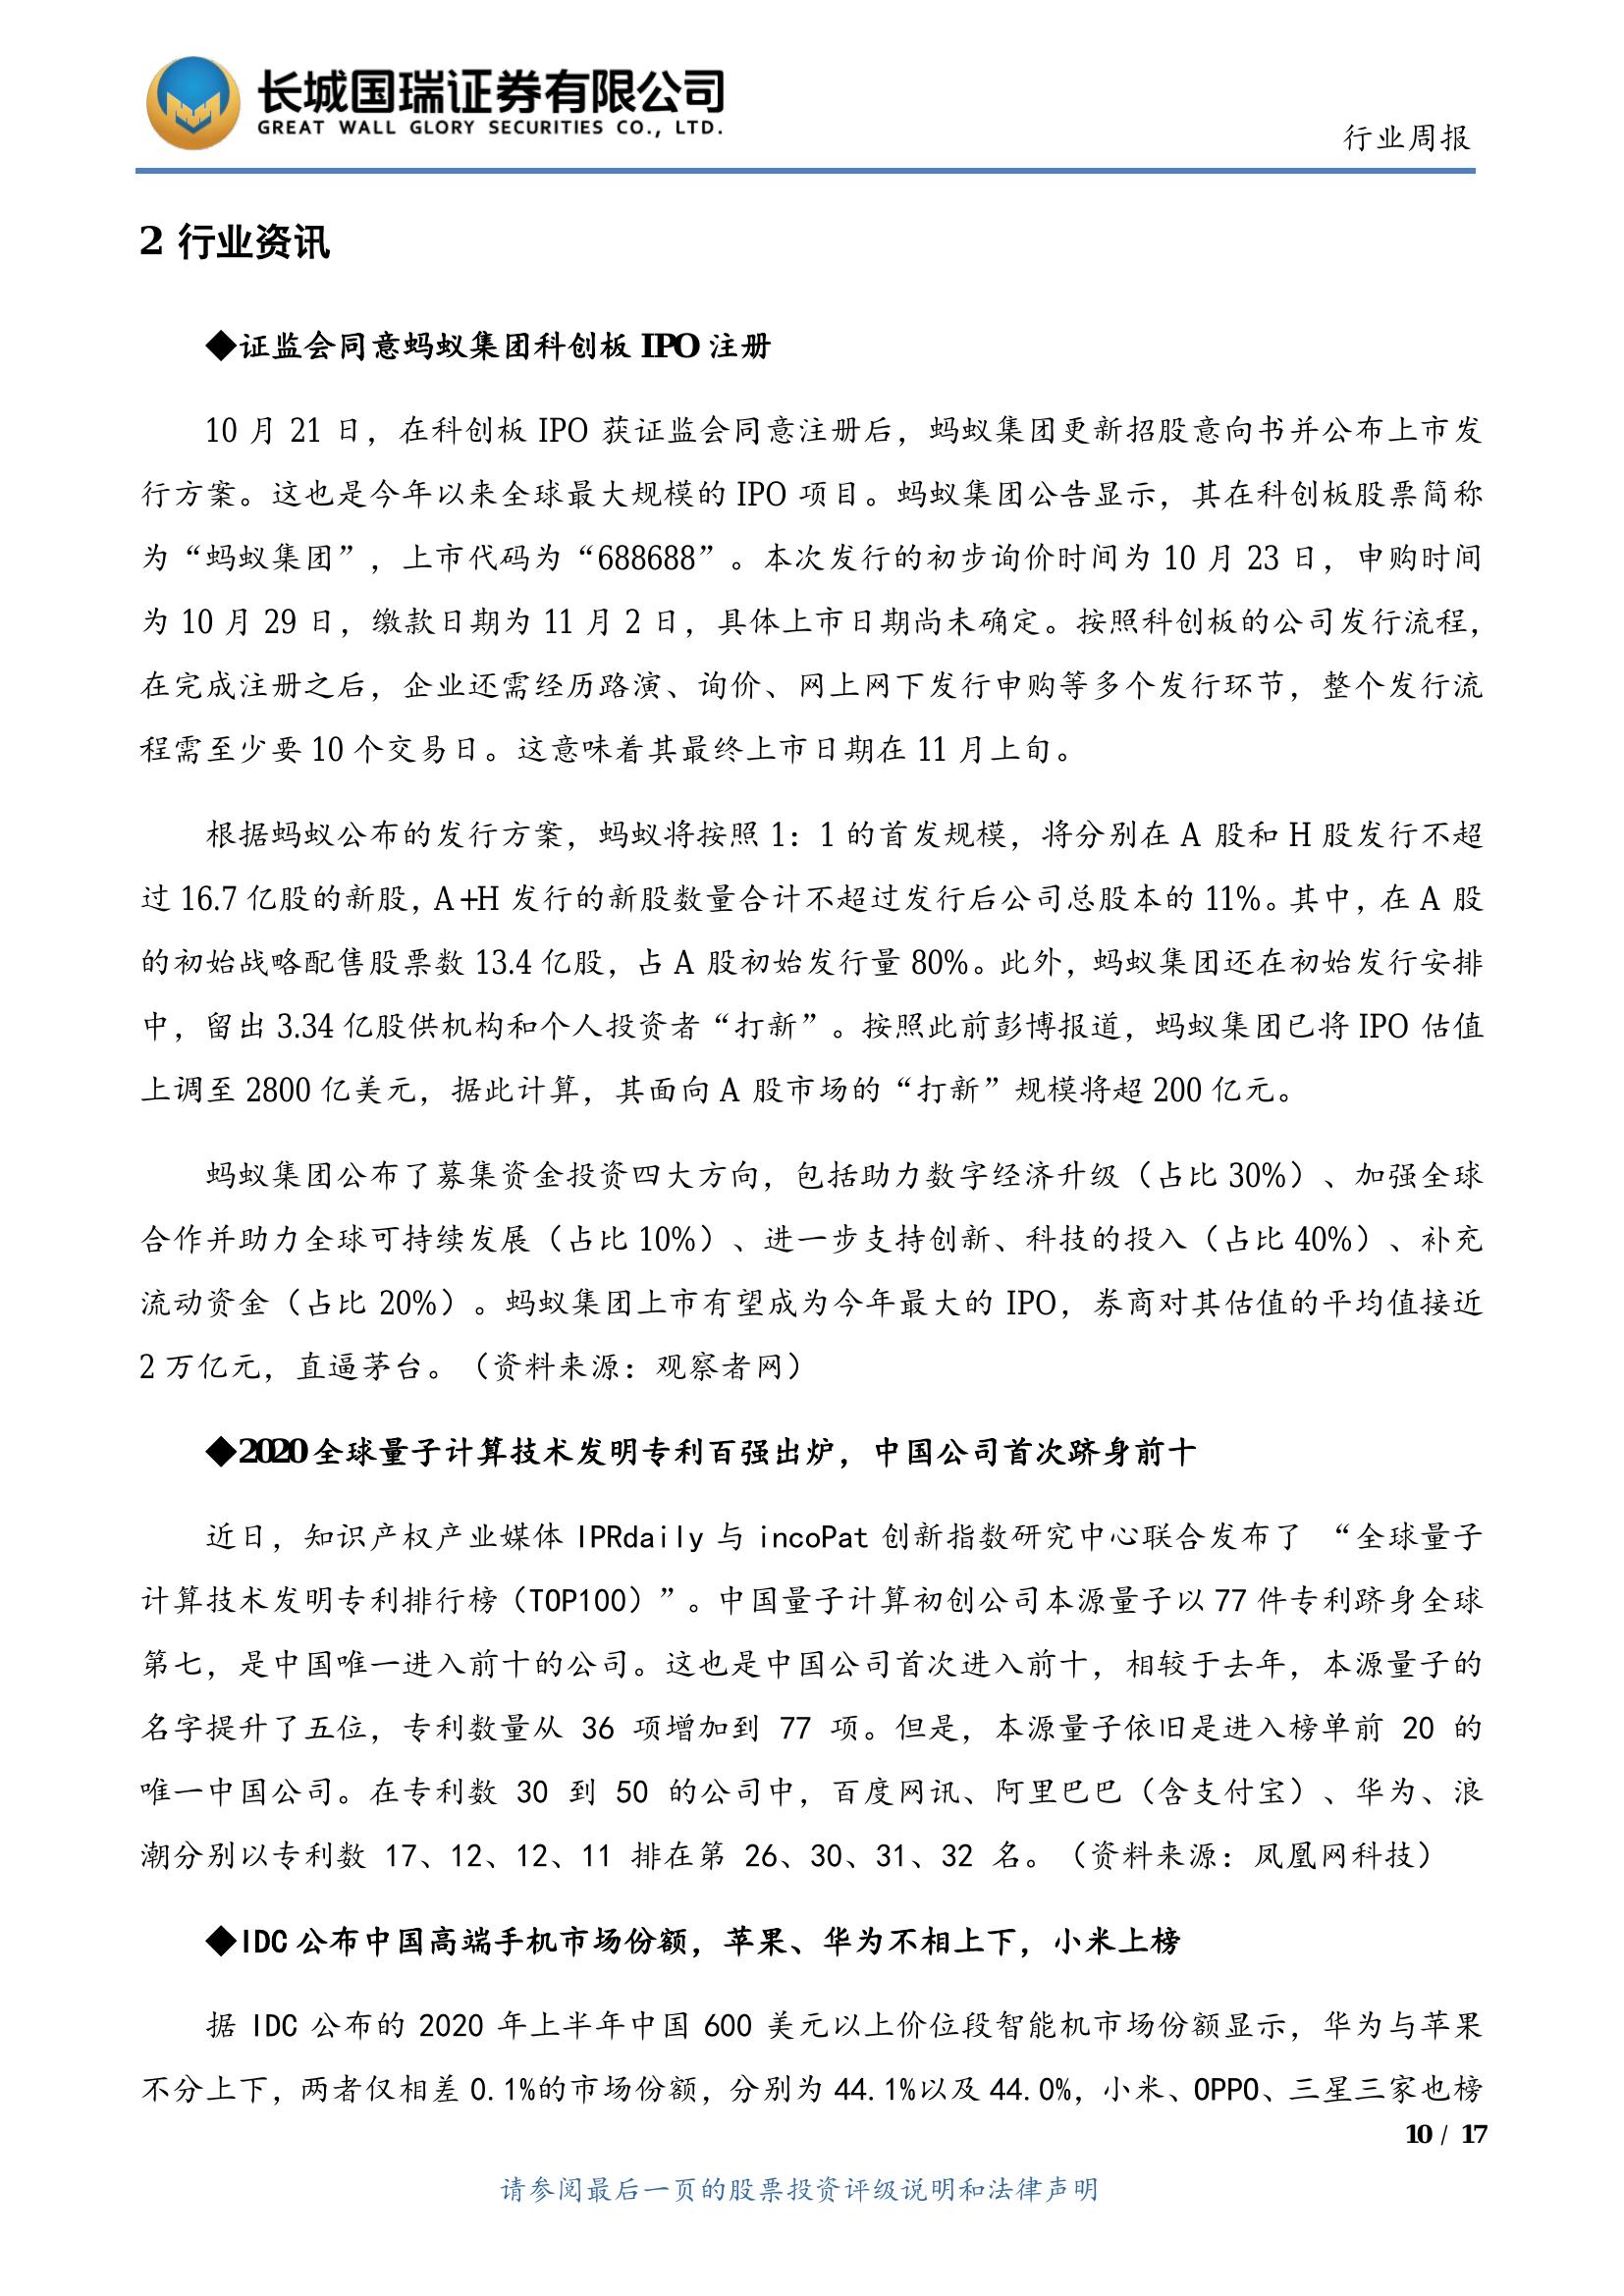 长城国瑞证券有限公司
GREAT WALL GLORY SECURITIES CO., LTD.
行业周报
2 行业资讯
◆证监会同意蚂蚁集团科创板 IPO 注册
10 月 21 日，在科创板 IPO 获证监会同意注册后，蚂蚁集团更新招股意向书并公布上市发
行方案。这也是今年以来全球最大规模的 IPO 项目。蚂蚁集团公告显示，其在科创板股票简称
为“蚂蚁集团”，上市代码为“688688”。本次发行的初步询价时间为 10 月 23 日，申购时间
为 10 月 29 日，缴款日期为 11 月 2 日，具体上市日期尚未确定。按照科创板的公司发行流程，
在完成注册之后，企业还需经历路演、询价、网上网下发行申购等多个发行环节，整个发行流
程需至少要 10 个交易日。这意味着其最终上市日期在 11 月上旬。
根据蚂蚁公布的发行方案，蚂蚁将按照 1：1 的首发规模，将分别在 A 股和 H 股发行不超
过 16.7 亿股的新股，A+H 发行的新股数量合计不超过发行后公司总股本的 11%。其中，在 A 股
的初始战略配售股票数 13.4 亿股，占 A 股初始发行量 80%。此外，蚂蚁集团还在初始发行安排
中，留出 3.34 亿股供机构和个人投资者“打新”。按照此前彭博报道，蚂蚁集团已将 IPO 估值
上调至 2800 亿美元，据此计算，其面向 A 股市场的“打新”规模将超 200 亿元。
蚂蚁集团公布了募集资金投资四大方向，包括助力数字经济升级（占比 30%）、加强全球
合作并助力全球可持续发展（占比 10%）、进一步支持创新、科技的投入（占比 40%）、补充
流动资金（占比 20%）。蚂蚁集团上市有望成为今年最大的 IPO，券商对其估值的平均值接近
2 万亿元，直逼茅台。（资料来源：观察者网）
◆2020 全球量子计算技术发明专利百强出炉，中国公司首次跻身前十
近日，知识产权产业媒体 IPRdaily 与 incoPat 创新指数研究中心联合发布了 “全球量子
计算技术发明专利排行榜（TOP100）”。中国量子计算初创公司本源量子以 77 件专利跻身全球
第七，是中国唯一进入前十的公司。这也是中国公司首次进入前十，相较于去年，本源量子的
名字提升了五位，专利数量从 36 项增加到 77 项。但是，本源量子依旧是进入榜单前 20 的
唯一中国公司。在专利数 30 到 50 的公司中，百度网讯、阿里巴巴（含支付宝）、华为、浪
潮分别以专利数 17、12、12、11 排在第 26、30、31、32 名。（资料来源：凤凰网科技）
◆IDC 公布中国高端手机市场份额，苹果、华为不相上下，小米上榜
据 IDC 公布的 2020 年上半年中国 600 美元以上价位段智能机市场份额显示，华为与苹果
不分上下，两者仅相差 0.1%的市场份额，分别为 44.1%以及 44.0%，小米、OPPO、三星三家也榜
10 / 17
请参阅最后一页的股票投资评级说明和法律声明